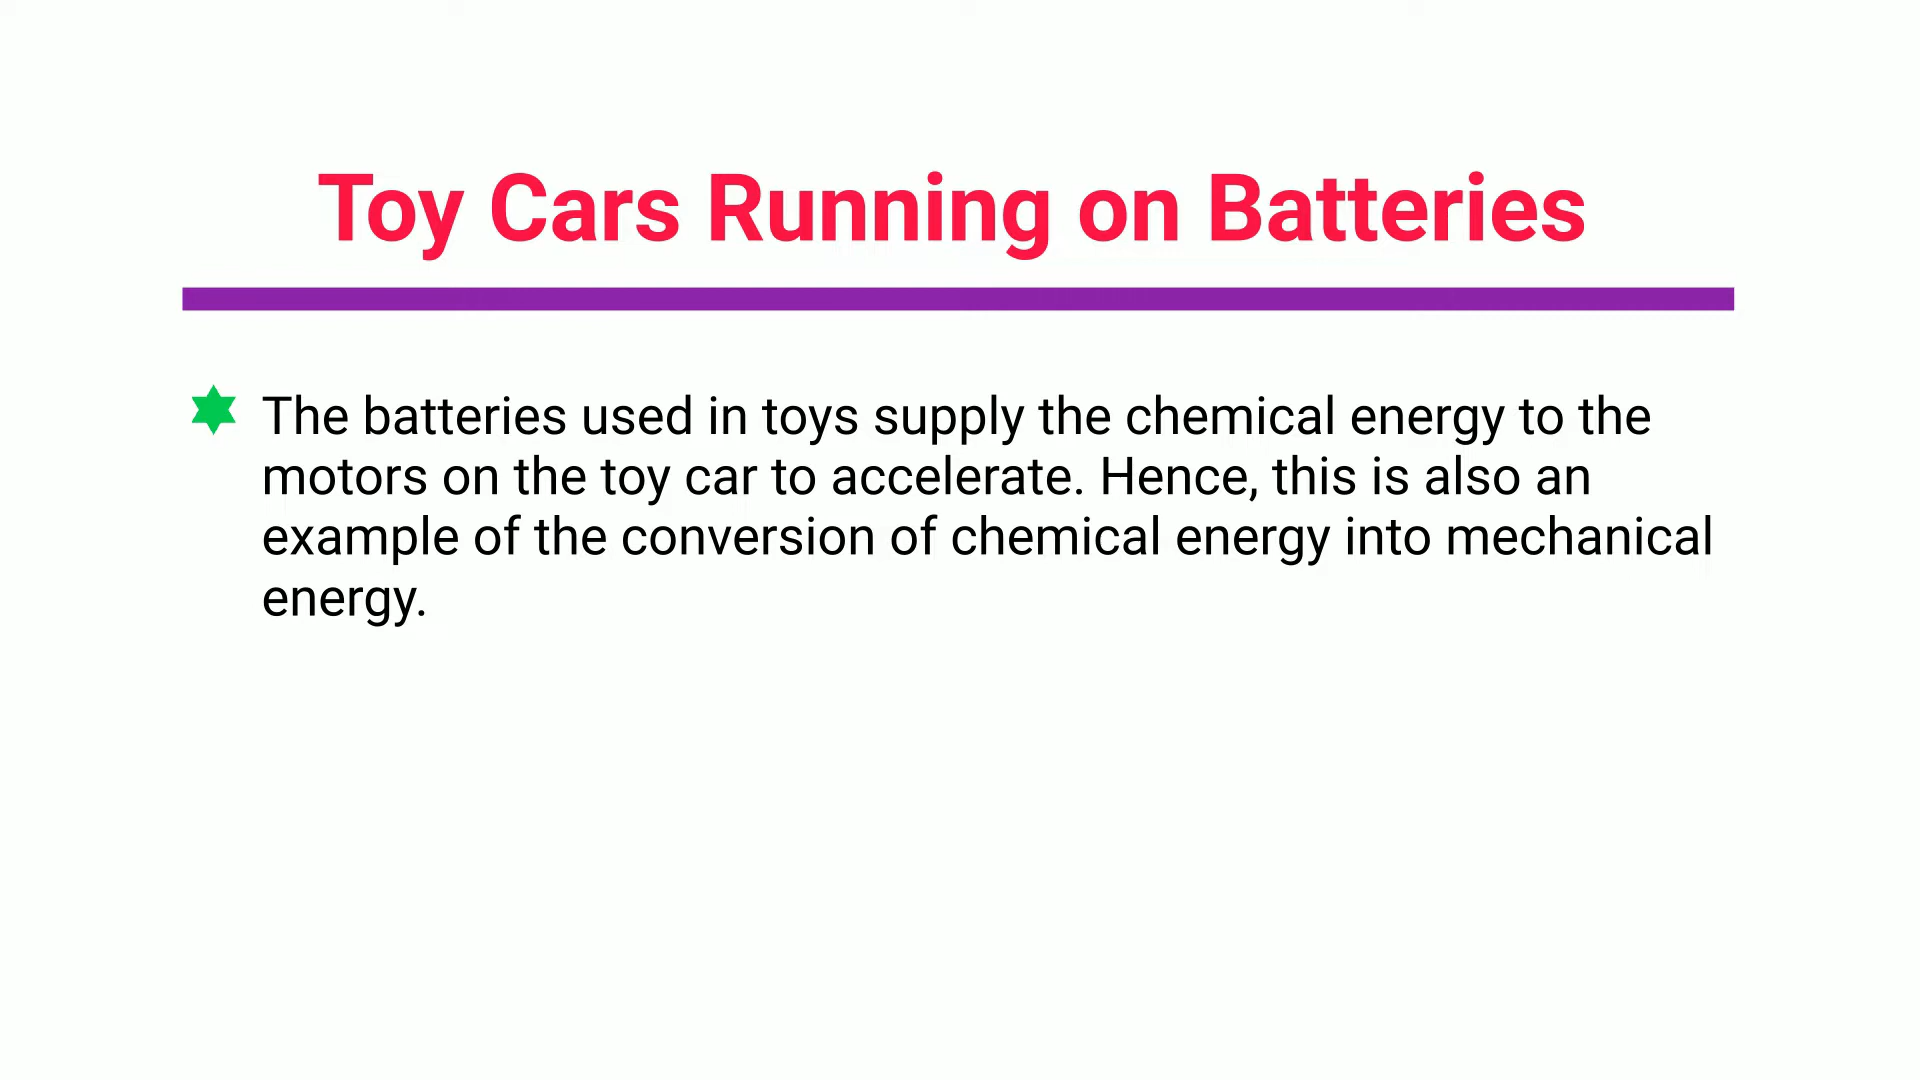 Toy Cars Running on Batteries
The batteries used in toys supply the chemical energy to the
motors on the toy car to accelerate. Hence, this is also an
example of the conversion of chemical energy into mechanical
energy.